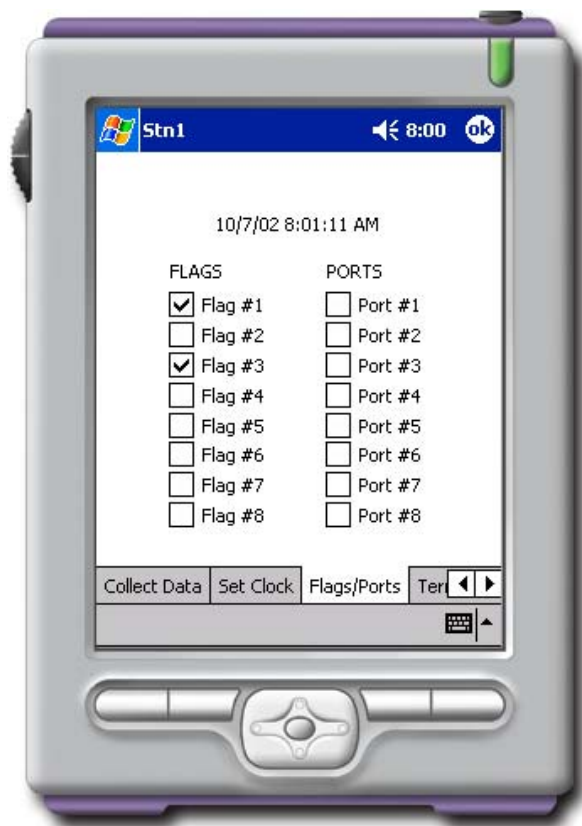 Stn1 8:00 ok
10/7/02 8:01:11 AM
FLAGS PORTS
Flag #1 Port #1
Flag #2 Port #2
Flag #3 Port #3
Flag #4 Port #4
Flag #5 Port #5
Flag #6 Port #6
Flag #7 Port #7
Flag #8 Port #8
Collect Data Set Clock Flags/Ports